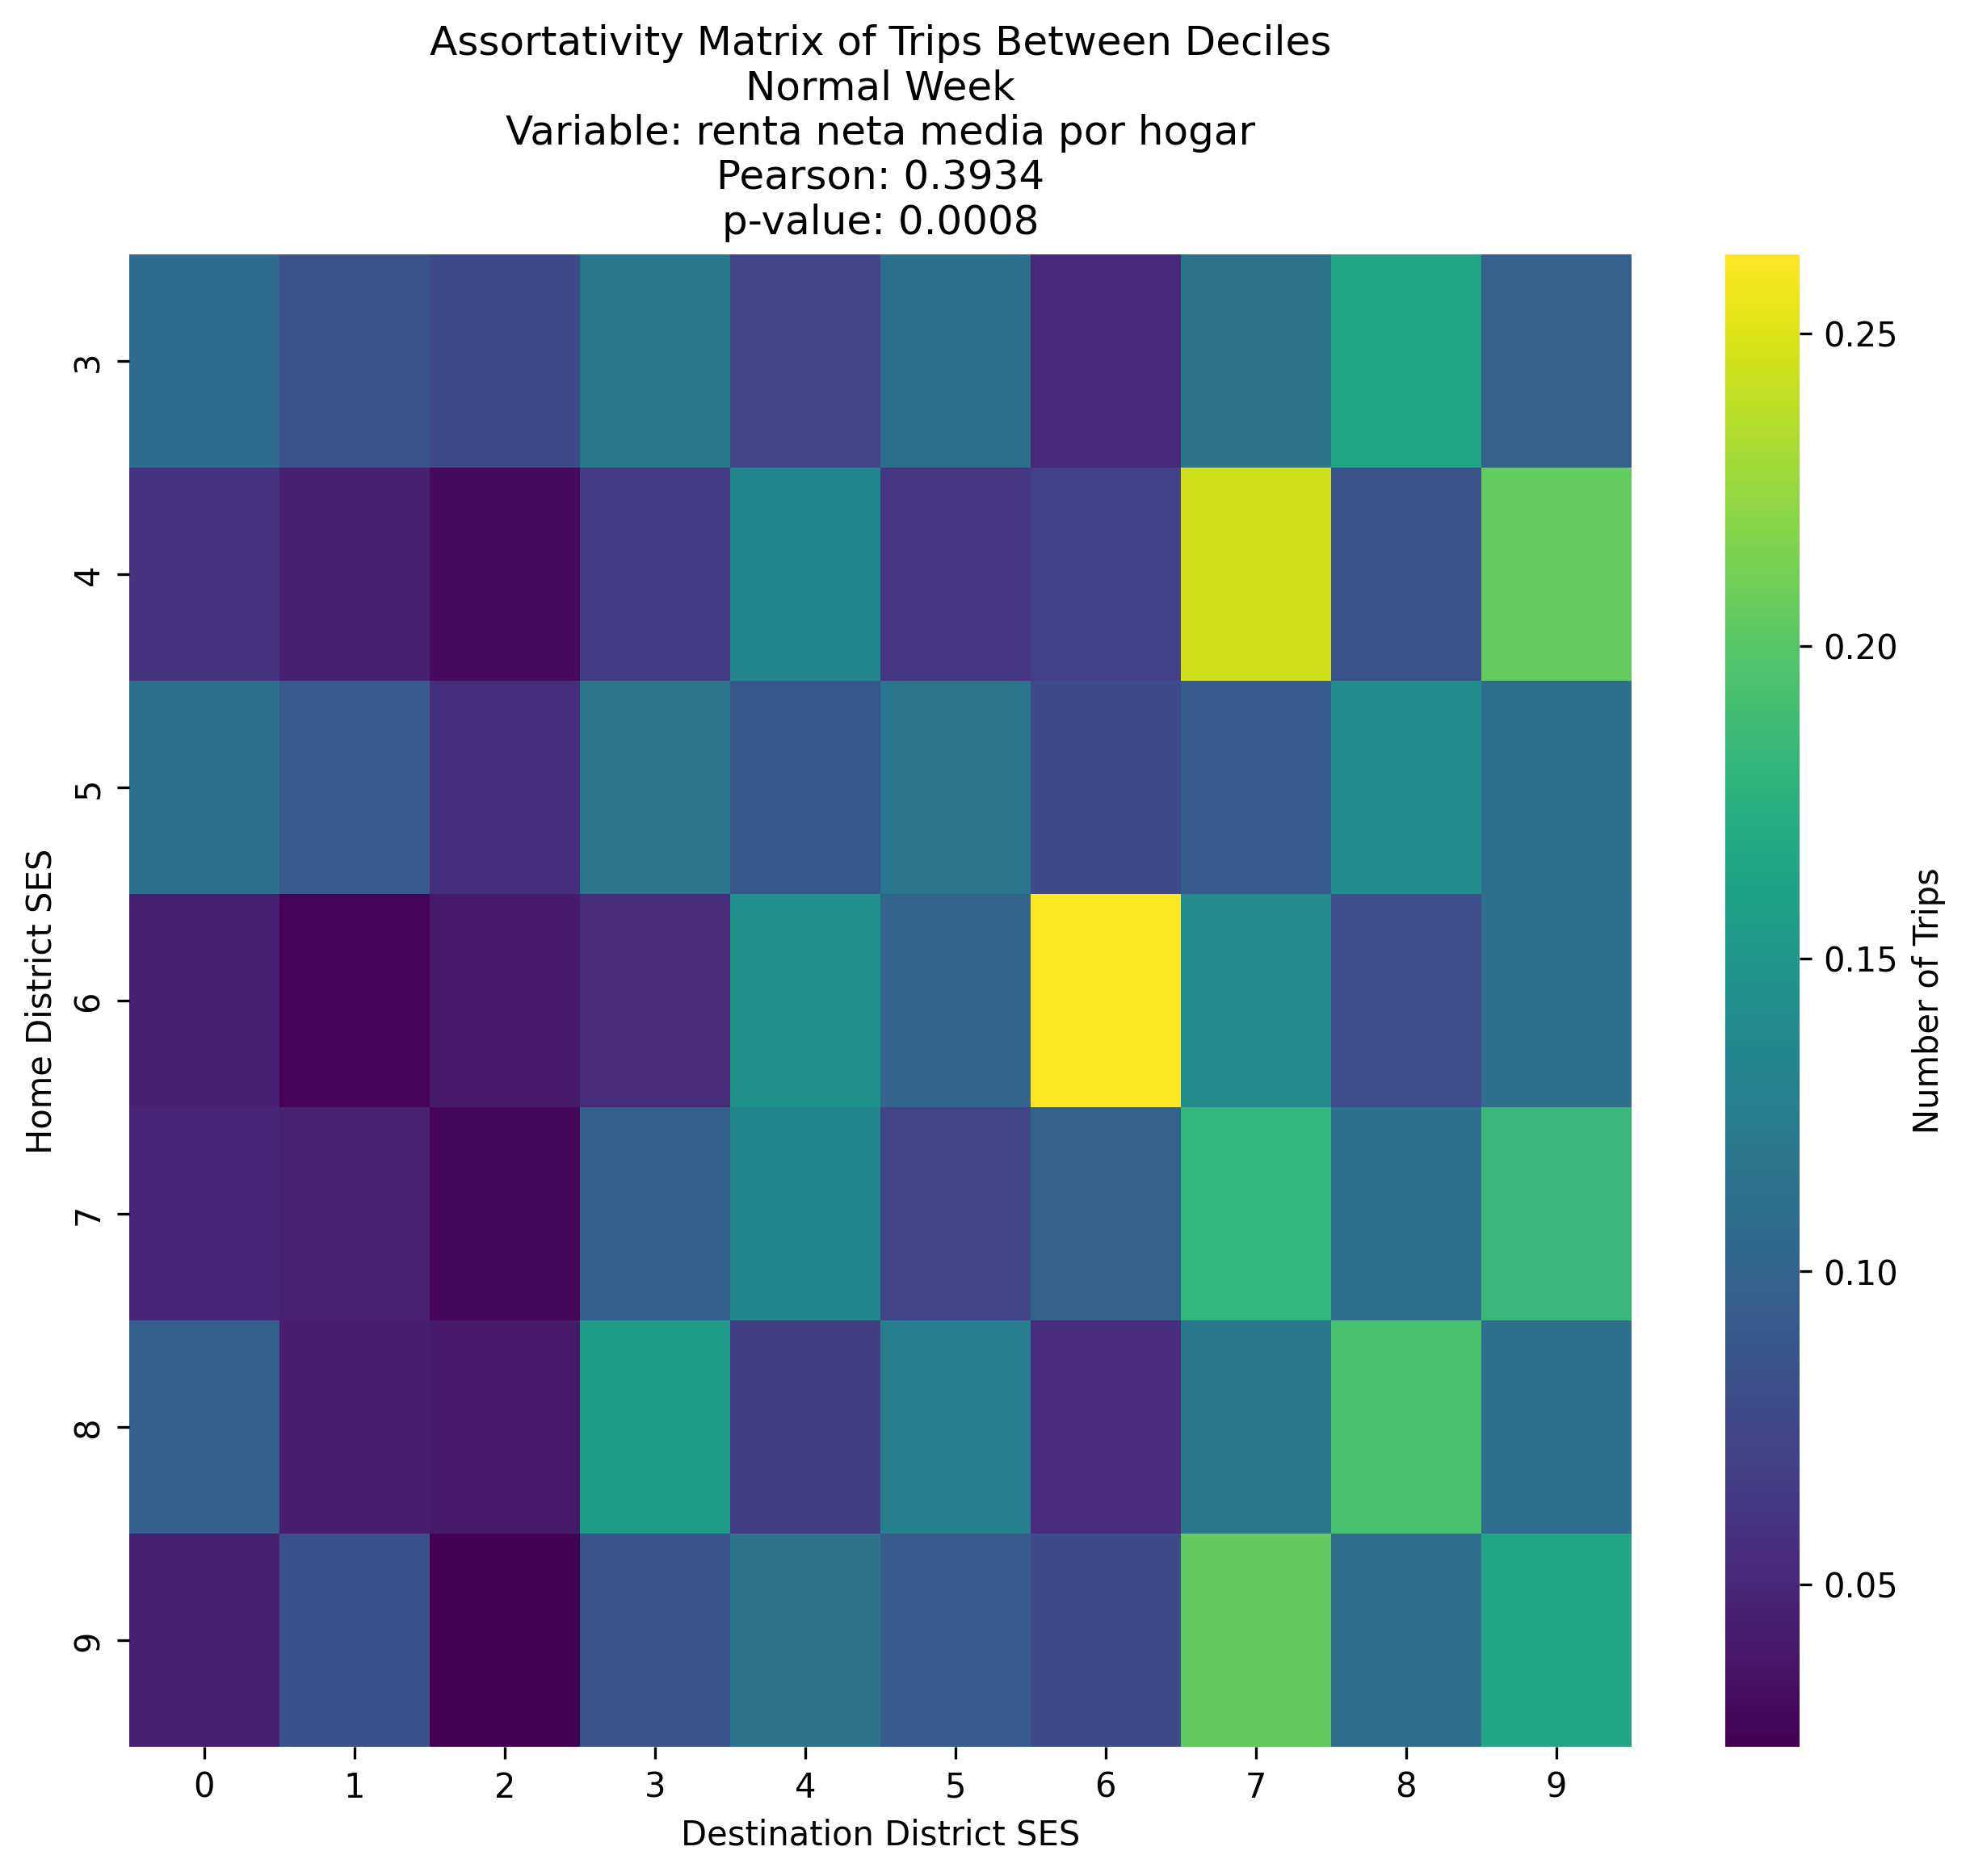 Assortativity Matrix of Trips Between Deciles
Normal Week
Variable: renta neta media por hogar
Pearson: 0.3934
p-value: 0.0008
Home District SES
3
4
5
6
7
8
9
0 1 2 3 4 5 6 7 8 9
Destination District SES
0.25
0.20
0.15
0.10
0.05
Number of Trips